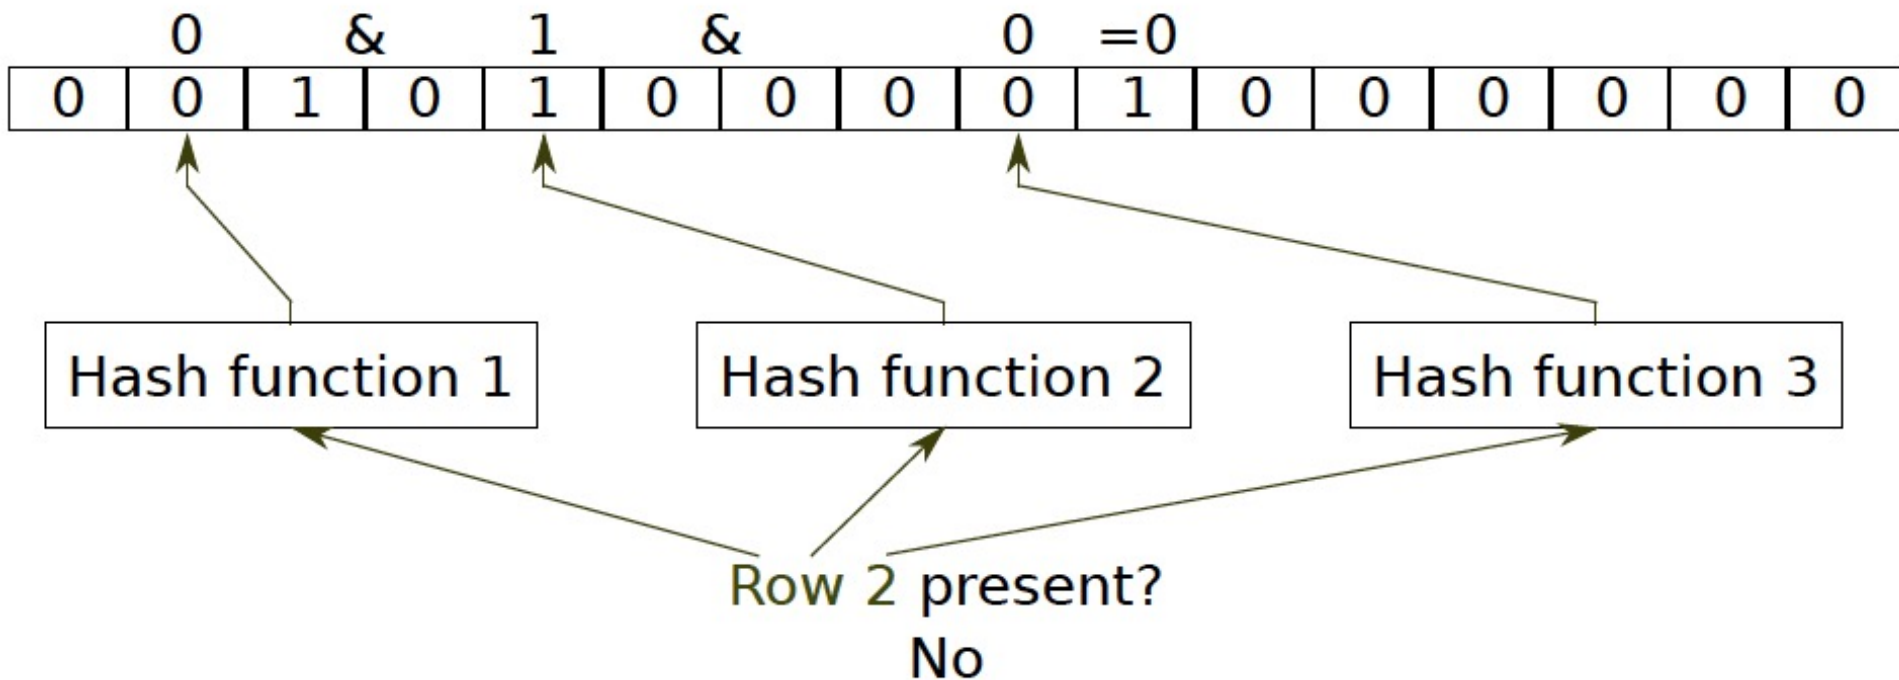 0 & 1 & 0 =0
0 0 1 0 1 0 0 0 0 1 0 0 0 0 0 0
Hash function 1 Hash function 2 Hash function 3
Row 2 present?
No